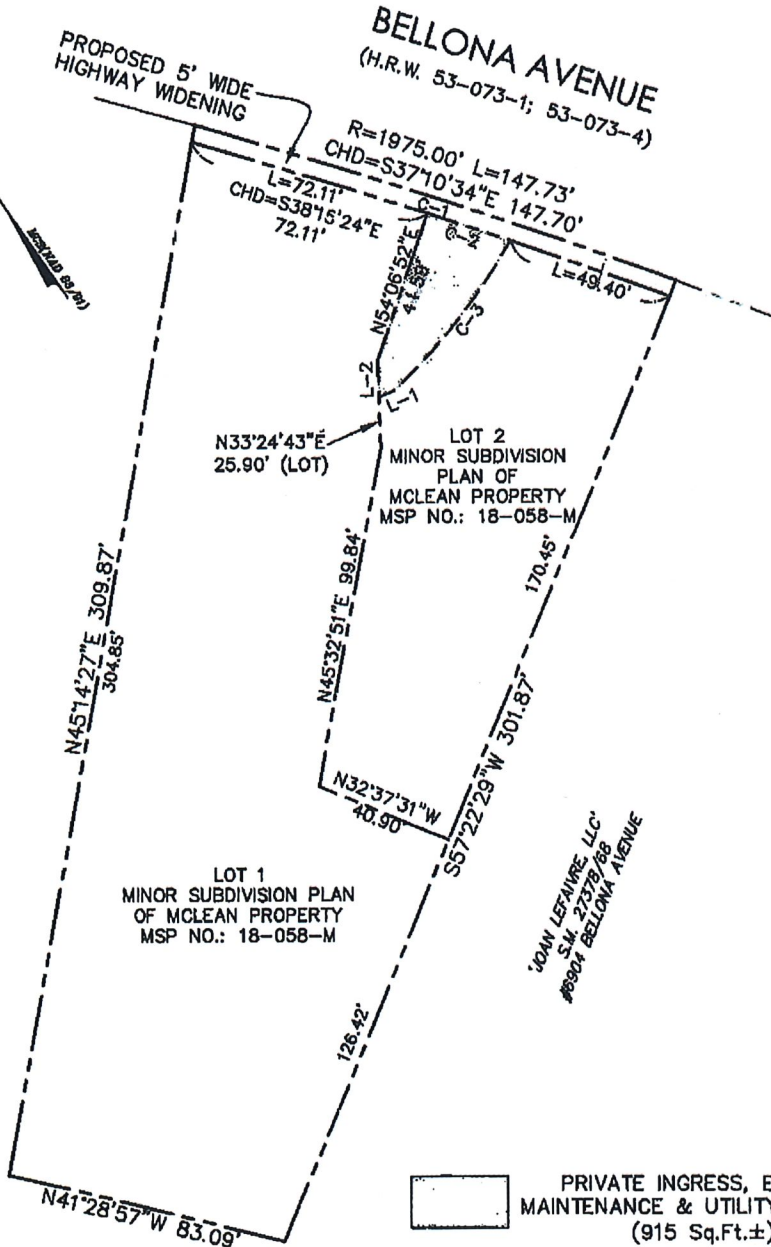 BELLONA AVENUE
(H.R.W. 53-073-1; 53-073-4)
PROPOSED 5' WIDE
HIGHWAY WIDENING
R=1975.00' L=147.73'
CHD=S37°10'34"E 147.70'
L=72.11'
CHD=S38°15'24"E
72.11'
C-1
C-2
L=49.40'
N54°06'52"E
C-3
L-2
L-1
N33°24'43"E
25.90' (LOT)
LOT 2
MINOR SUBDIVISION
PLAN OF
MCLEAN PROPERTY
MSP NO.: 18-058-M
N45°14'27"E 309.87'
304.85'
N45°32'51"E 99.84'
170.45'
S57°22'29"W 301.87'
N32°37'31"W
40.90'
LOT 1
MINOR SUBDIVISION PLAN
OF MCLEAN PROPERTY
MSP NO.: 18-058-M
'JOAN LEFAIVRE, LLC'
S.M. 27378/68
#6904 BELLONA AVENUE
126.42'
N41°28'57"W 83.09'
PRIVATE INGRESS, E
MAINTENANCE & UTILITY
(915 Sq.Ft.±)